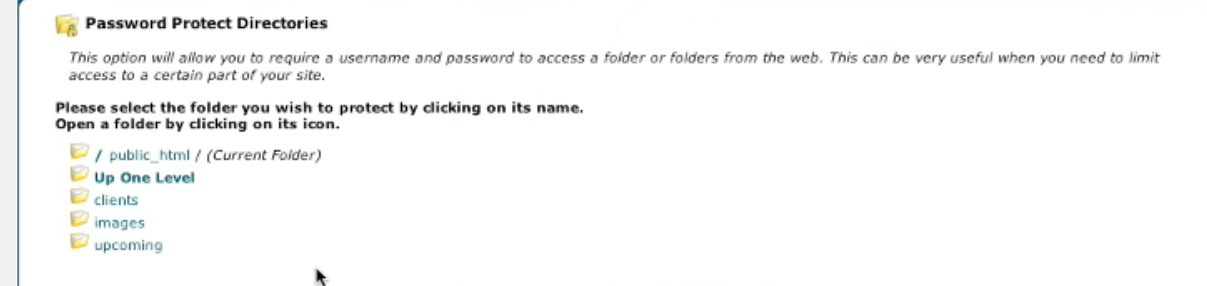 Password Protect Directories
This option will allow you to require a username and password to access a folder or folders from the web. This can be very useful when you need to limit
access to a certain part of your site.
Please select the folder you wish to protect by clicking on its name.
Open a folder by clicking on its icon.
/ public_html / (Current Folder)
Up One Level
clients
images
upcoming